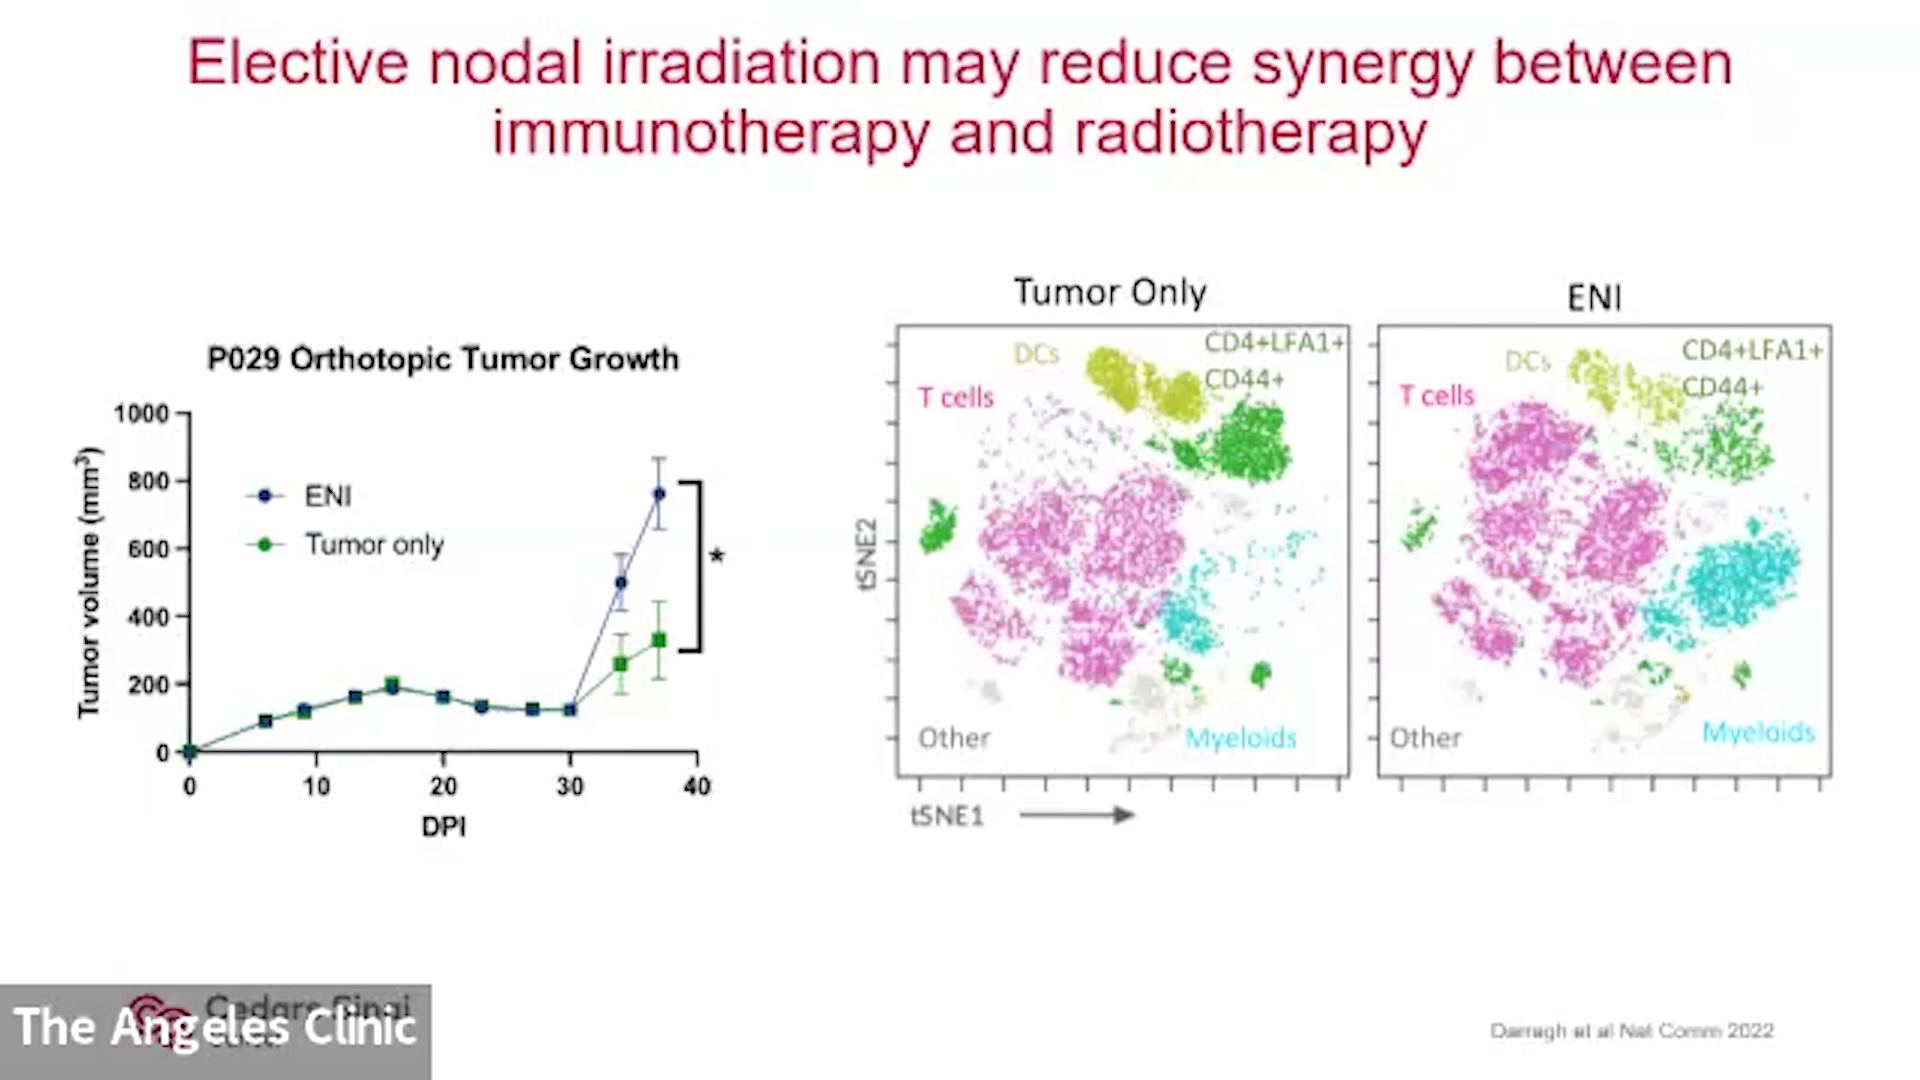 Elective nodal irradiation may reduce synergy between
immunotherapy and radiotherapy
P029 Orthotopic Tumor Growth
Tumor volume (mm³)
1000
800
600
400
200
0
ENI
Tumor only
*
0 10 20 30 40
DPI
Tumor Only
DCs
CD4+LFA1+
CD44+
T cells
Other
Myeloids
tSNE2
tSNE1
ENI
DCs
CD4+LFA1+
CD44+
T cells
Other
Myeloids
Cedars Sinai
The Angeles Clinic
Darragh et al Nat Comm 2022